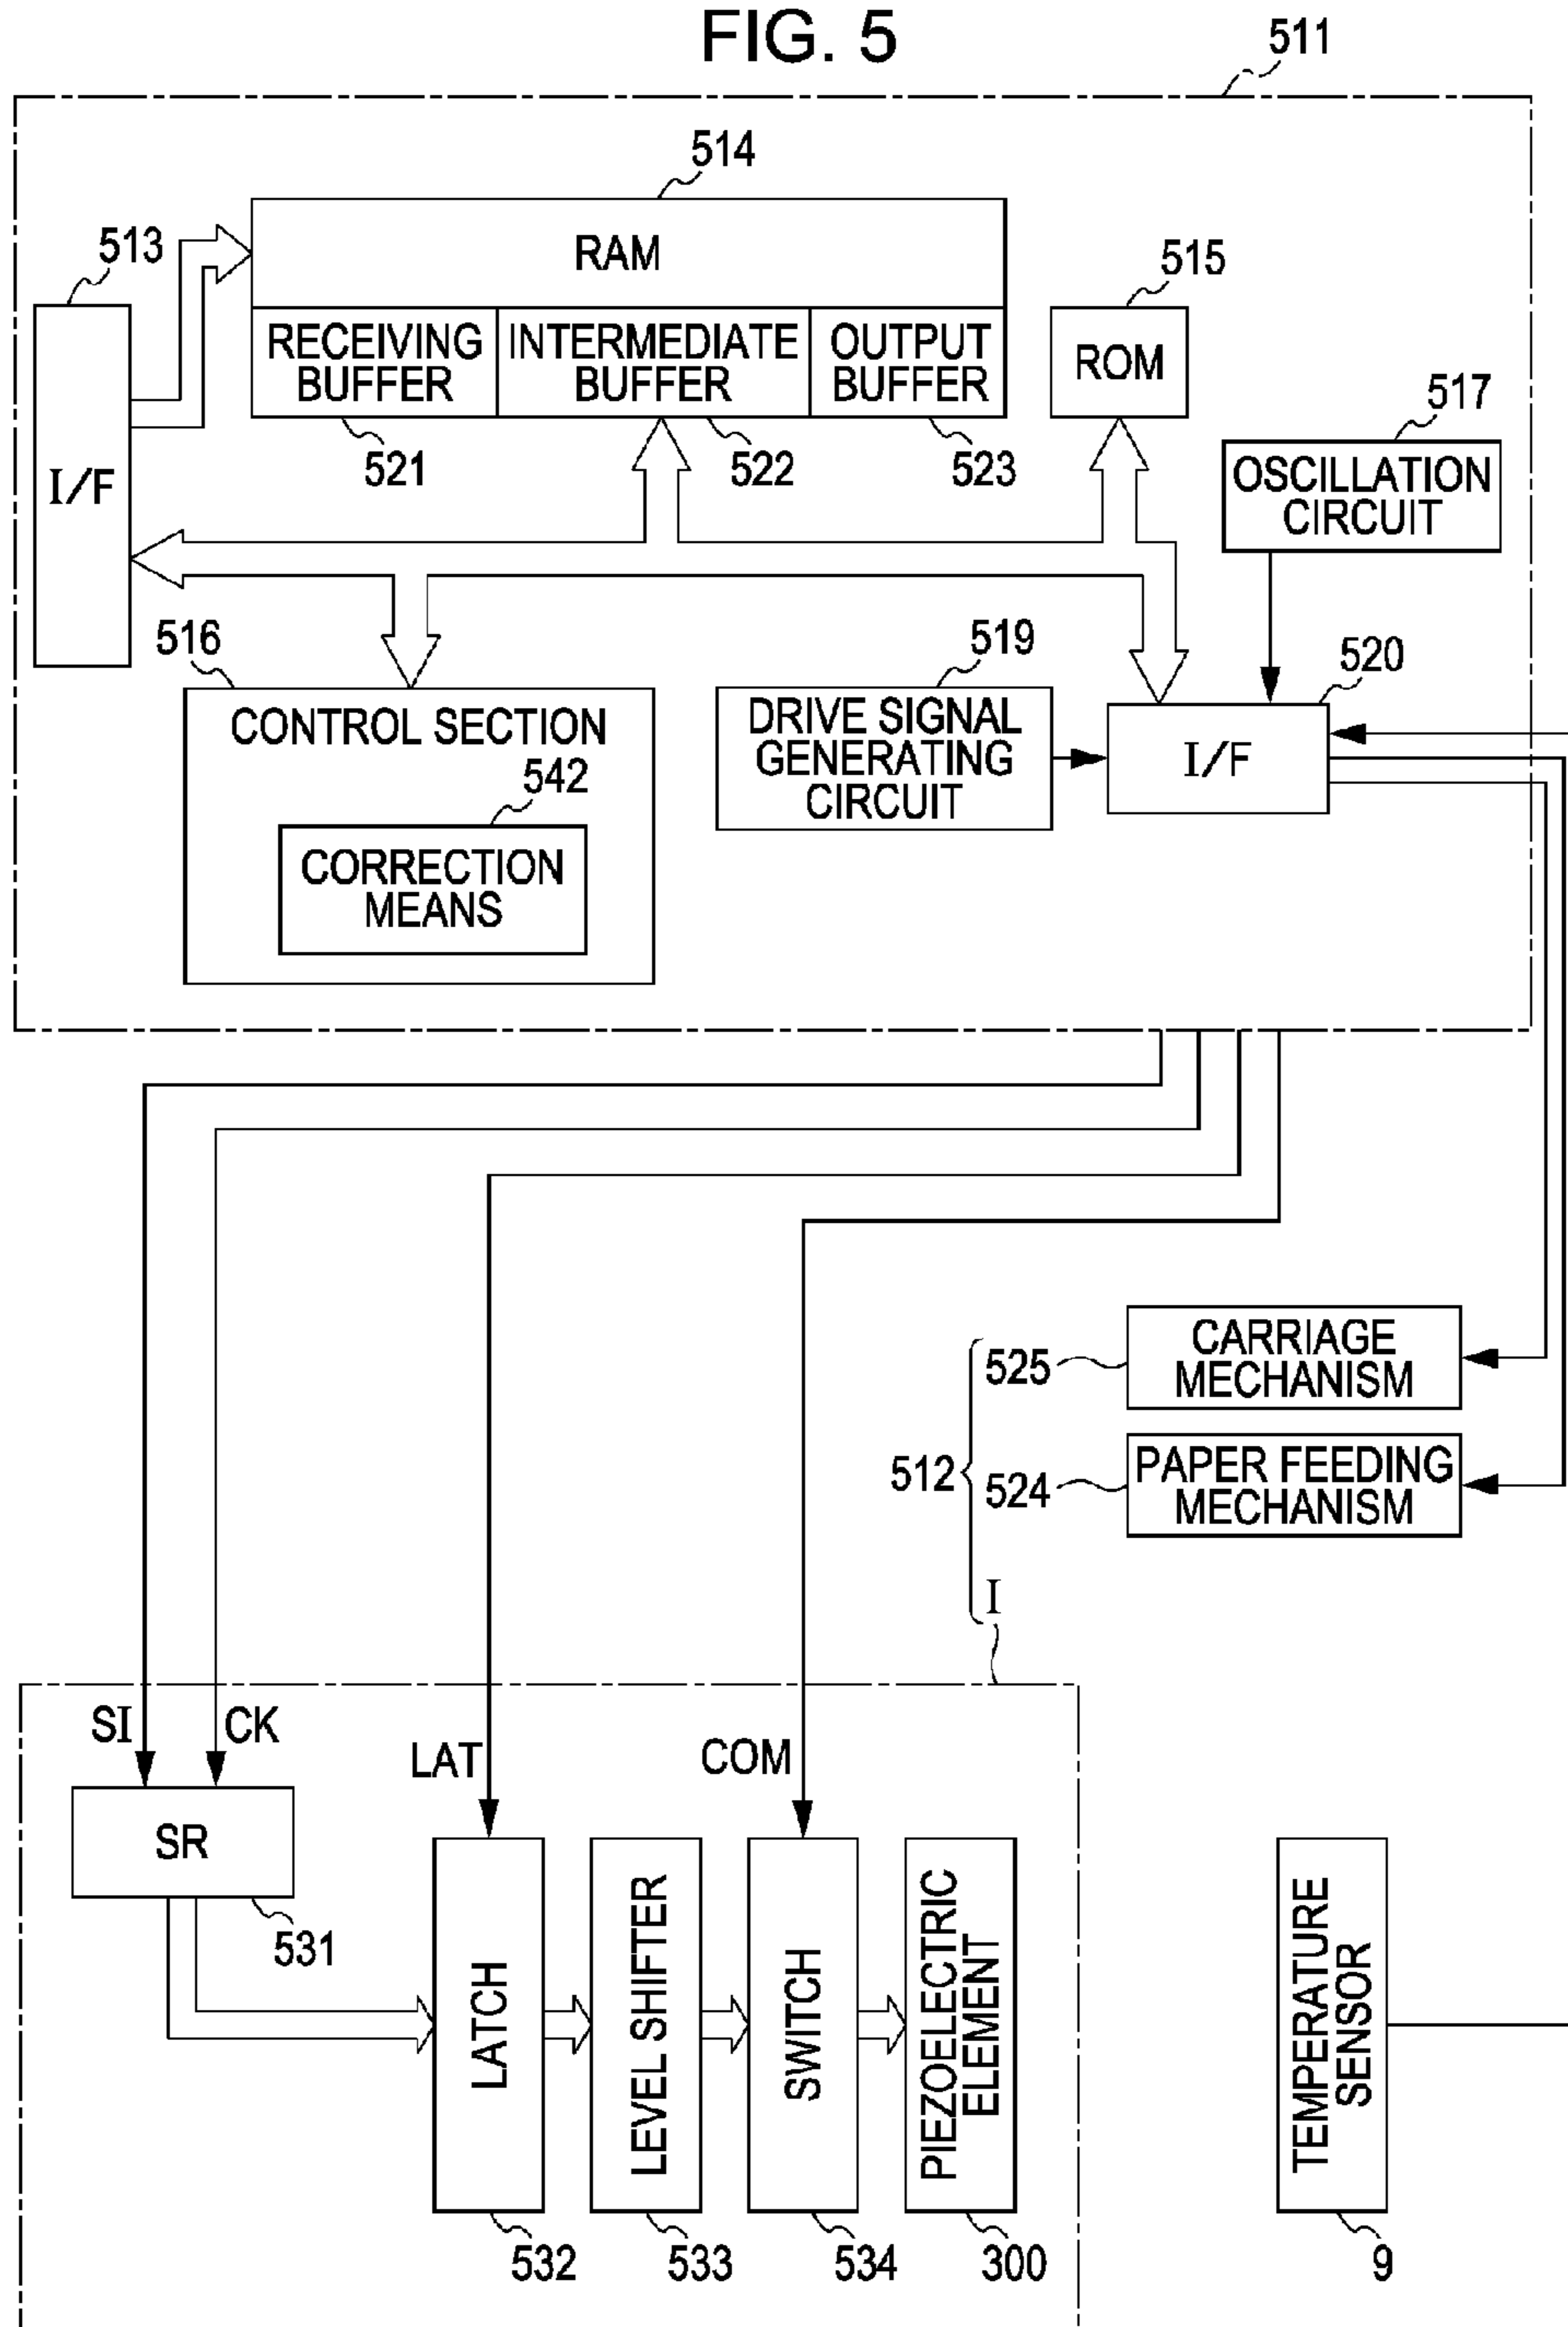 FIG. 5
511
514
513
RAM
515
RECEIVING
BUFFER
INTERMEDIATE
BUFFER
OUTPUT
BUFFER
ROM
517
521
522
523
I/F
OSCILLATION
CIRCUIT
516
519
520
CONTROL SECTION
DRIVE SIGNAL
GENERATING
CIRCUIT
I/F
542
CORRECTION
MEANS
525
CARRIAGE
MECHANISM
512
524
PAPER FEEDING
MECHANISM
I
SI
CK
LAT
COM
SR
531
LATCH
LEVEL SHIFTER
SWITCH
PIEZOELECTRIC
ELEMENT
TEMPERATURE
SENSOR
532
533
534
300
9